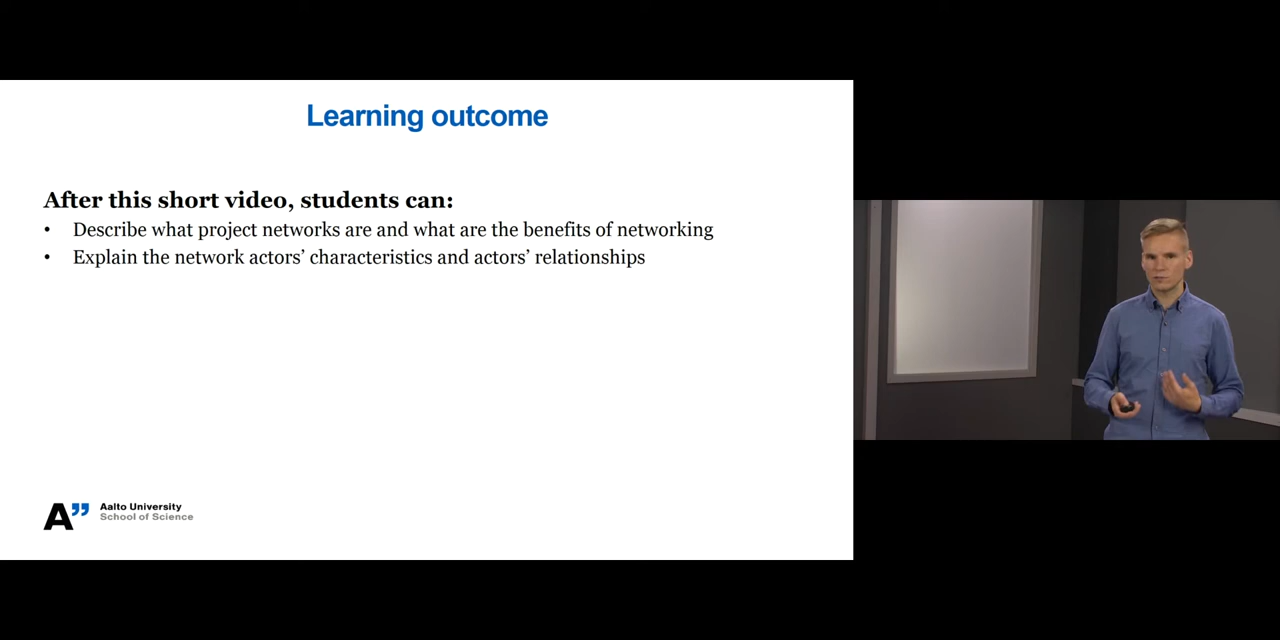 Learning outcome
After this short video, students can:
• Describe what project networks are and what are the benefits of networking
• Explain the network actors’ characteristics and actors’ relationships
A”
Aalto University
School of Science